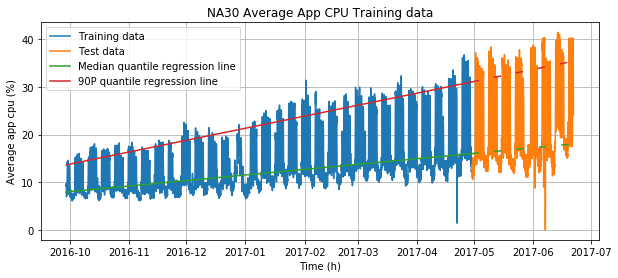 NA30 Average App CPU Training data
Training data
Test data
Median quantile regression line
90P quantile regression line
Average app cpu (%)
40
30
20
10
0
2016-10 2016-11 2016-12 2017-01 2017-02 2017-03 2017-04 2017-05 2017-06 2017-07
Time (h)